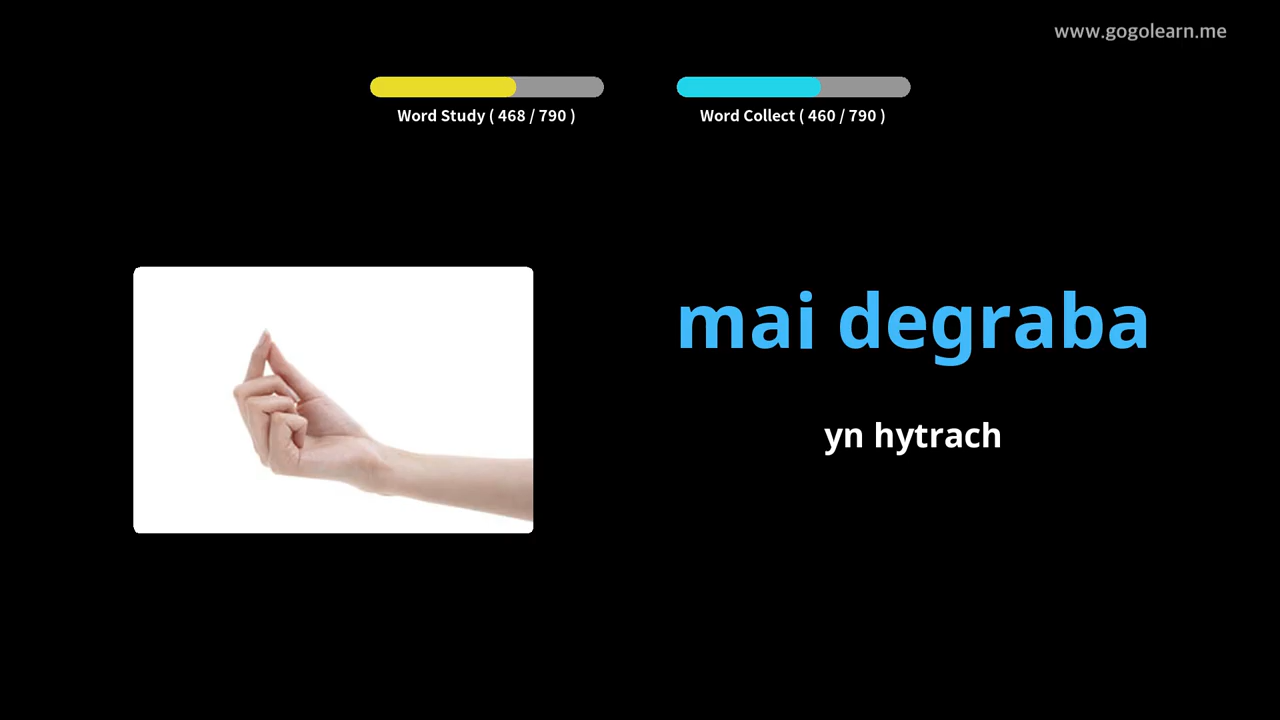 www.gogolearn.me
Word Study ( 468 / 790 )
Word Collect ( 460 / 790 )
mai degraba
yn hytrach